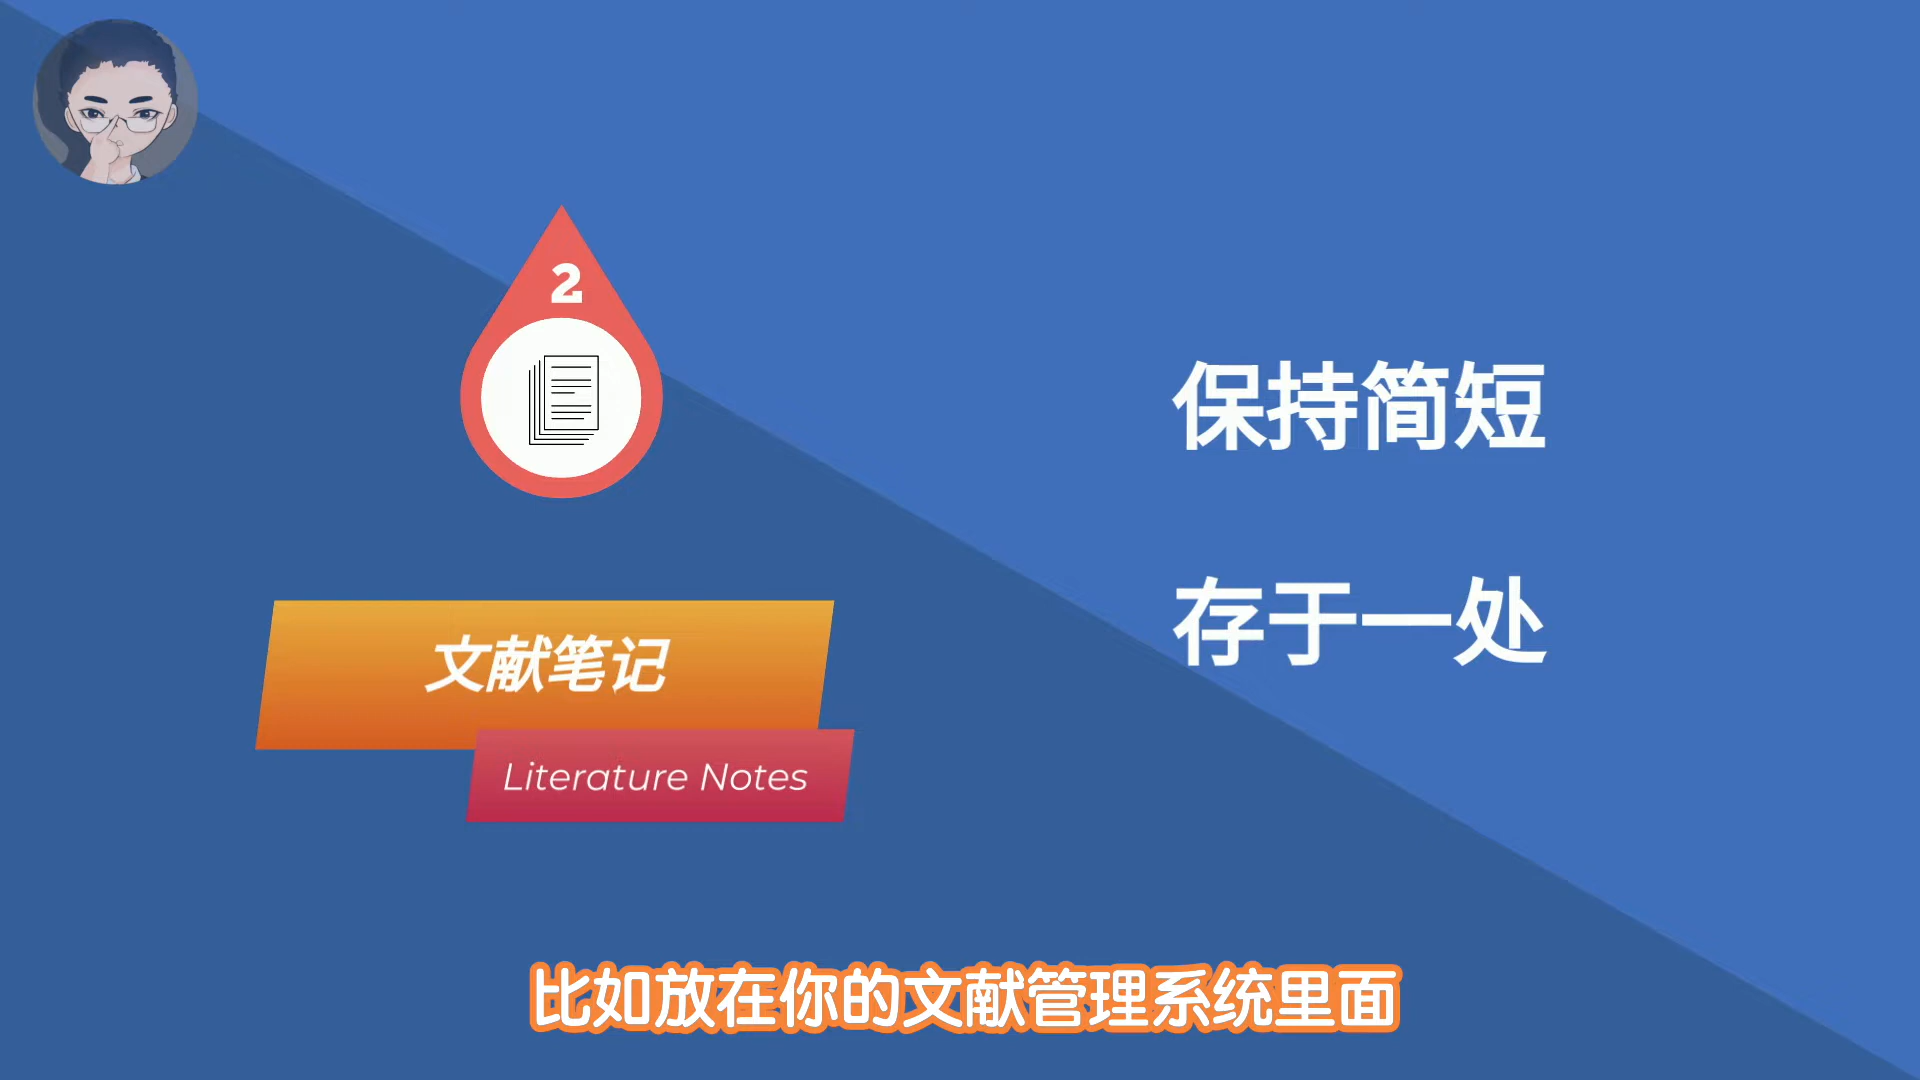 2
保持简短
存于一处
文献笔记
Literature Notes
比如放在你的文献管理系统里面